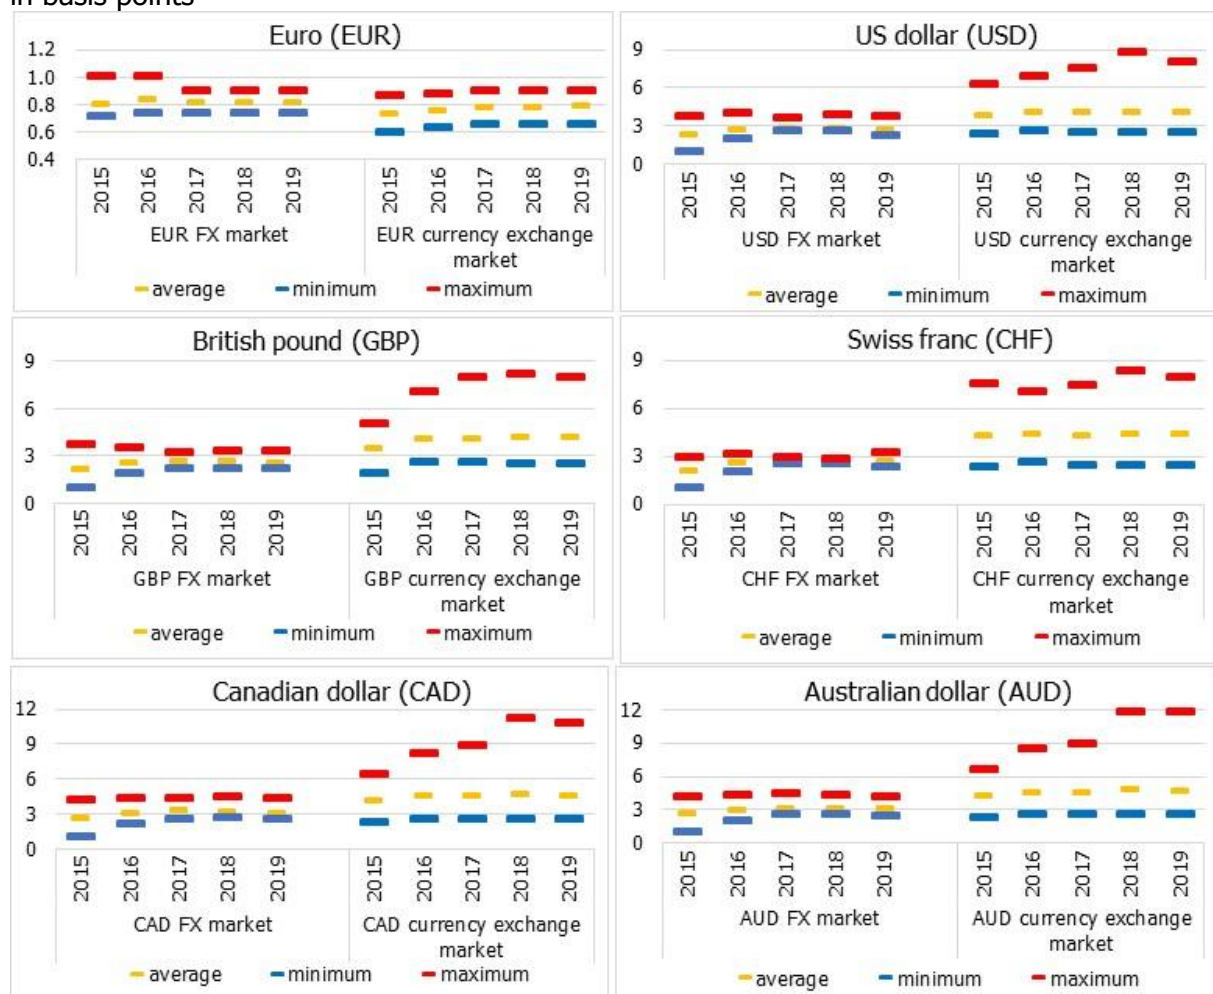 in basis points
Euro (EUR)
1.2
1.0
0.8
0.6
0.4
2015 2016 2017 2018 2019 2015 2016 2017 2018 2019
EUR FX market EUR currency exchange
market
average minimum maximum
US dollar (USD)
9
6
3
0
2015 2016 2017 2018 2019 2015 2016 2017 2018 2019
USD FX market USD currency exchange
market
average minimum maximum
British pound (GBP)
9
6
3
0
2015 2016 2017 2018 2019 2015 2016 2017 2018 2019
GBP FX market GBP currency exchange
market
average minimum maximum
Swiss franc (CHF)
9
6
3
0
2015 2016 2017 2018 2019 2015 2016 2017 2018 2019
CHF FX market CHF currency exchange
market
average minimum maximum
Canadian dollar (CAD)
12
9
6
3
0
2015 2016 2017 2018 2019 2015 2016 2017 2018 2019
CAD FX market CAD currency exchange
market
average minimum maximum
Australian dollar (AUD)
12
9
6
3
0
2015 2016 2017 2018 2019 2015 2016 2017 2018 2019
AUD FX market AUD currency exchange
market
average minimum maximum